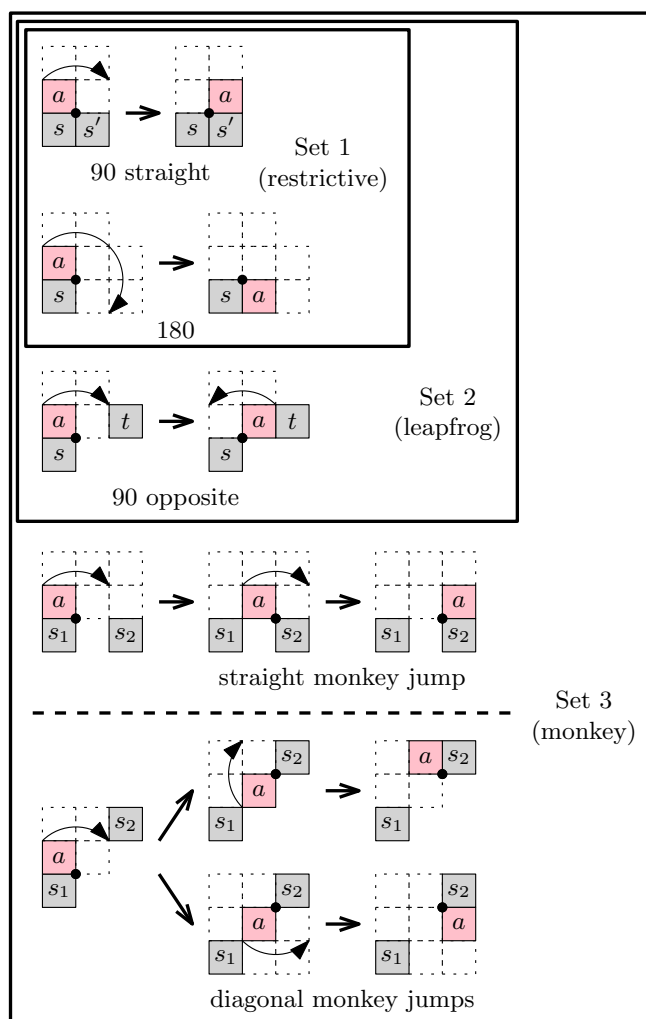 a
a
s s′
s s′
90 straight
Set 1
(restrictive)
a
s
s a
180
a t
a t
s
s
90 opposite
Set 2
(leapfrog)
a
a
a
s₁ s₂
s₁ s₂
s₁ s₂
straight monkey jump
Set 3
(monkey)
s₂
a
s₁
s₂
a
s₁
a s₂
s₁
s₂
a
s₁
s₂
a
s₁
diagonal monkey jumps